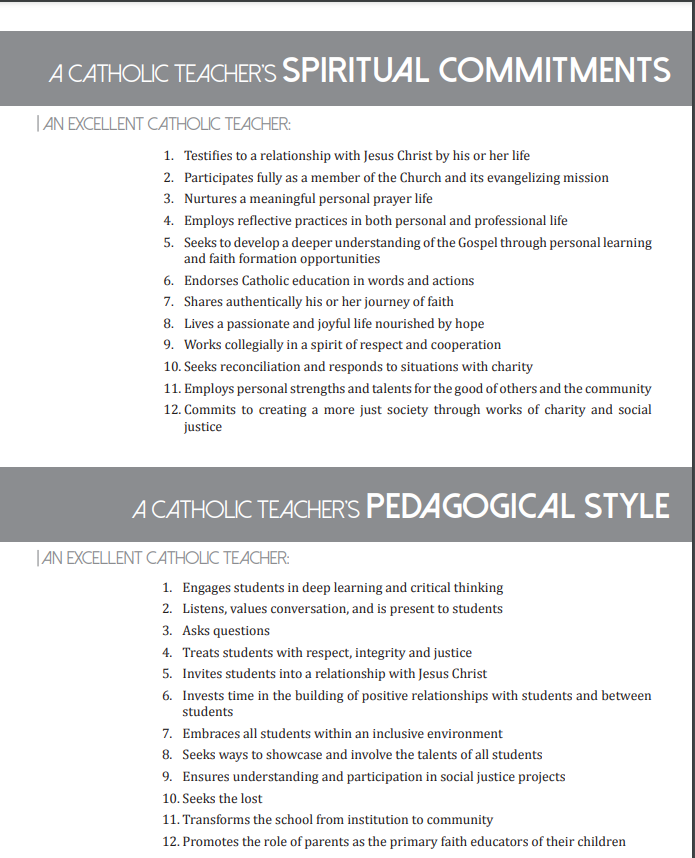 A CATHOLIC TEACHER'S SPIRITUAL COMMITMENTS
| AN EXCELLENT CATHOLIC TEACHER:
1. Testifies to a relationship with Jesus Christ by his or her life
2. Participates fully as a member of the Church and its evangelizing mission
3. Nurtures a meaningful personal prayer life
4. Employs reflective practices in both personal and professional life
5. Seeks to develop a deeper understanding of the Gospel through personal learning
and faith formation opportunities
6. Endorses Catholic education in words and actions
7. Shares authentically his or her journey of faith
8. Lives a passionate and joyful life nourished by hope
9. Works collegially in a spirit of respect and cooperation
10. Seeks reconciliation and responds to situations with charity
11. Employs personal strengths and talents for the good of others and the community
12. Commits to creating a more just society through works of charity and social
justice
A CATHOLIC TEACHER'S PEDAGOGICAL STYLE
| AN EXCELLENT CATHOLIC TEACHER:
1. Engages students in deep learning and critical thinking
2. Listens, values conversation, and is present to students
3. Asks questions
4. Treats students with respect, integrity and justice
5. Invites students into a relationship with Jesus Christ
6. Invests time in the building of positive relationships with students and between
students
7. Embraces all students within an inclusive environment
8. Seeks ways to showcase and involve the talents of all students
9. Ensures understanding and participation in social justice projects
10. Seeks the lost
11. Transforms the school from institution to community
12. Promotes the role of parents as the primary faith educators of their children